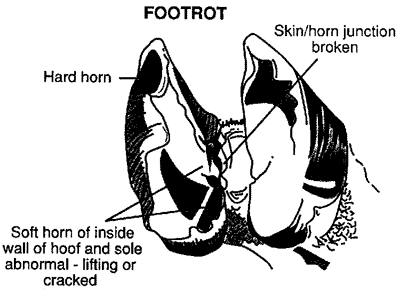 FOOTROT
Skin/horn junction
broken
Hard horn
Soft horn of inside
wall of hoof and sole
abnormal - lifting or
cracked